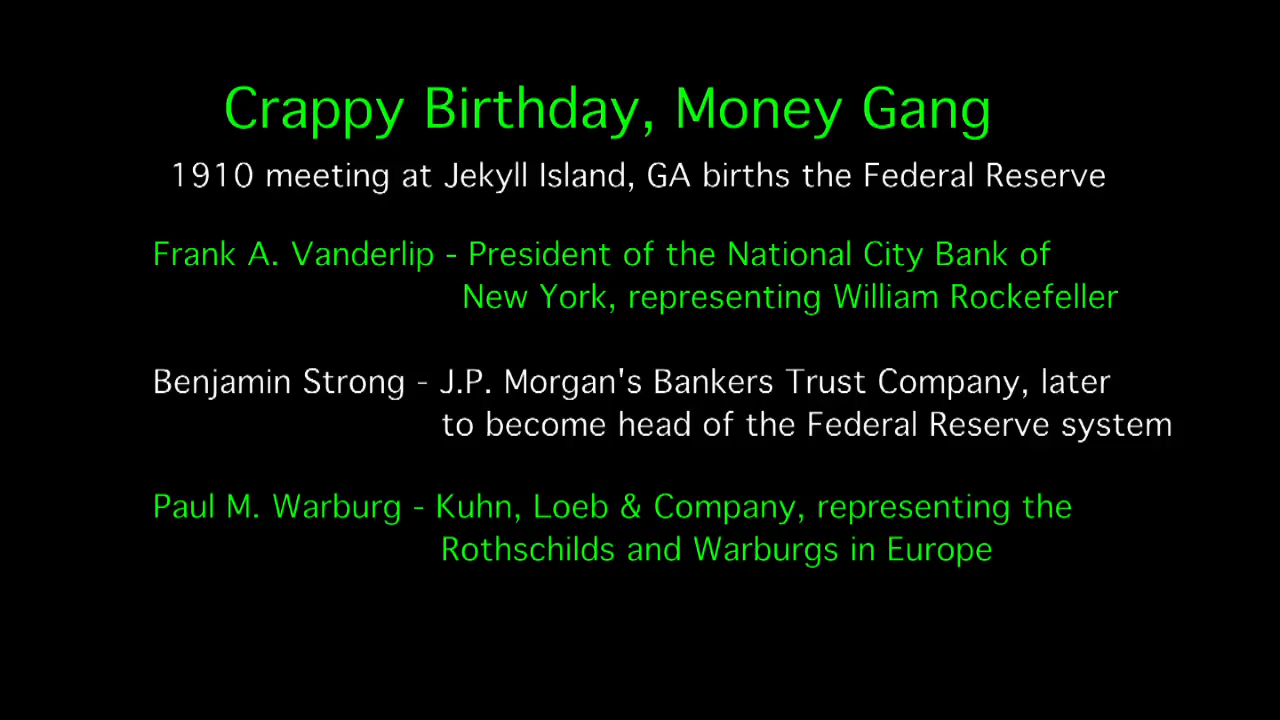 Crappy Birthday, Money Gang
1910 meeting at Jekyll Island, GA births the Federal Reserve
Frank A. Vanderlip - President of the National City Bank of
New York, representing William Rockefeller
Benjamin Strong - J.P. Morgan's Bankers Trust Company, later
to become head of the Federal Reserve system
Paul M. Warburg - Kuhn, Loeb & Company, representing the
Rothschilds and Warburgs in Europe